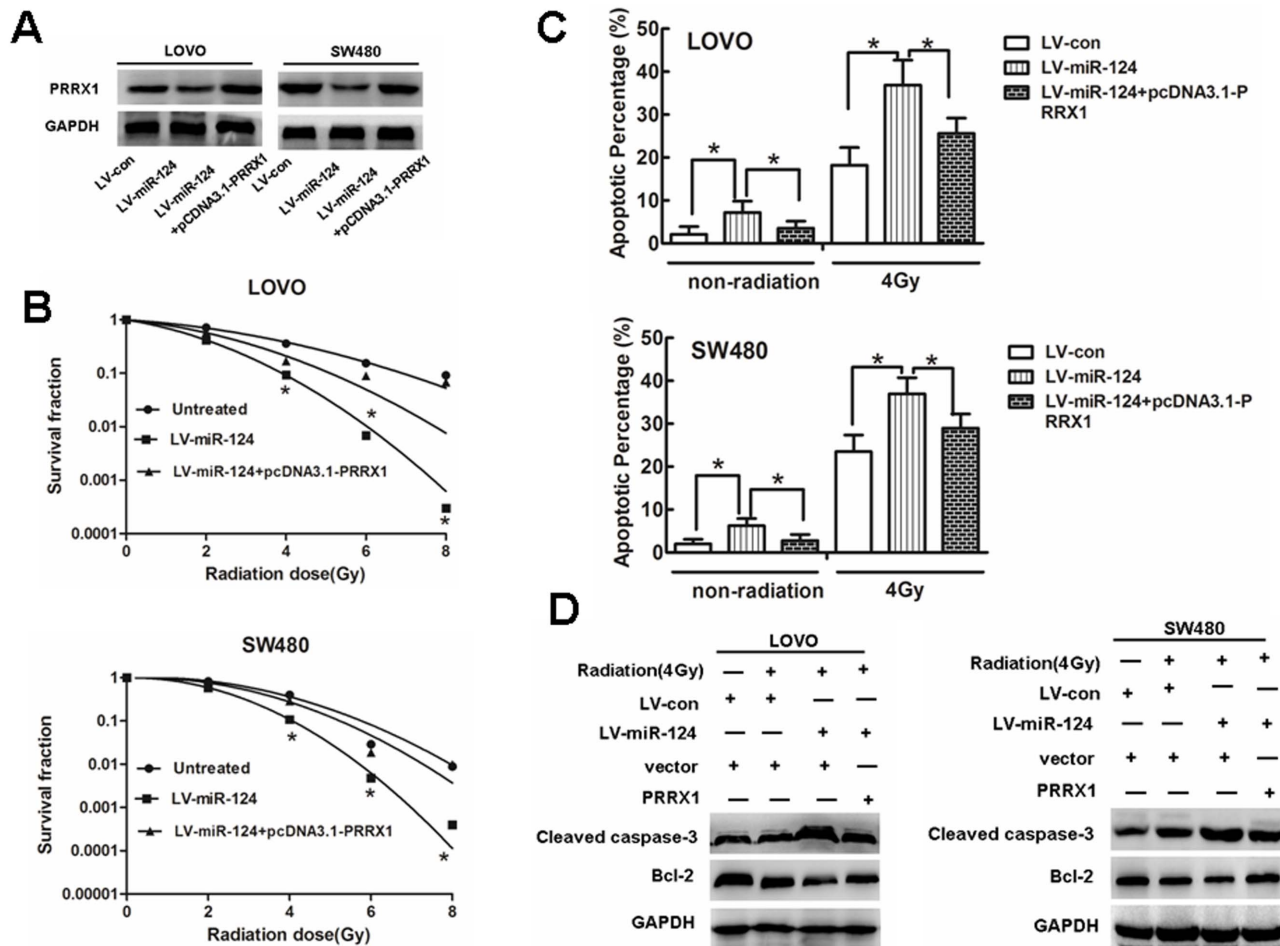 A
LOVO SW480
PRRX1
GAPDH
LV-con
LV-miR-124
LV-miR-124
+pCDNA3.1-PRRX1
LV-con
LV-miR-124
LV-miR-124
+pCDNA3.1-PRRX1
B
LOVO
Survival fraction
1
0.1
0.01
0.001
0.0001
Untreated
LV-miR-124
LV-miR-124+pcDNA3.1-PRRX1
*
*
*
0 2 4 6 8
Radiation dose(Gy)
SW480
Survival fraction
1
0.1
0.01
0.001
0.0001
0.00001
Untreated
LV-miR-124
LV-miR-124+pcDNA3.1-PRRX1
*
*
*
0 2 4 6 8
Radiation dose(Gy)
C
LOVO
Apoptotic Percentage (%)
50
40
30
20
10
0
* * * *
non-radiation 4Gy
LV-con
LV-miR-124
LV-miR-124+pcDNA3.1-P
RRX1
SW480
Apoptotic Percentage (%)
50
40
30
20
10
0
* * * *
non-radiation 4Gy
LV-con
LV-miR-124
LV-miR-124+pcDNA3.1-P
RRX1
D
LOVO
Radiation(4Gy) — + + +
LV-con + + — —
LV-miR-124 — — + +
vector + + + —
PRRX1 — — — +
Cleaved caspase-3
Bcl-2
GAPDH
SW480
Radiation(4Gy) — + + +
LV-con + + — —
LV-miR-124 — — + +
vector + + + —
PRRX1 — — — +
Cleaved caspase-3
Bcl-2
GAPDH